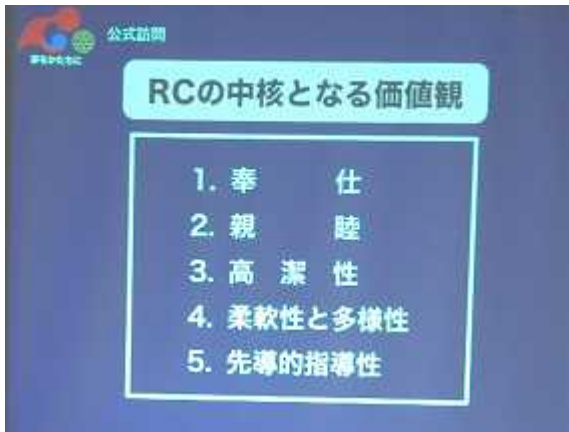 公式訪問
夢をかたちに
RCの中核となる価値観
1. 奉仕
2. 親睦
3. 高潔性
4. 柔軟性と多様性
5. 先導的指導性